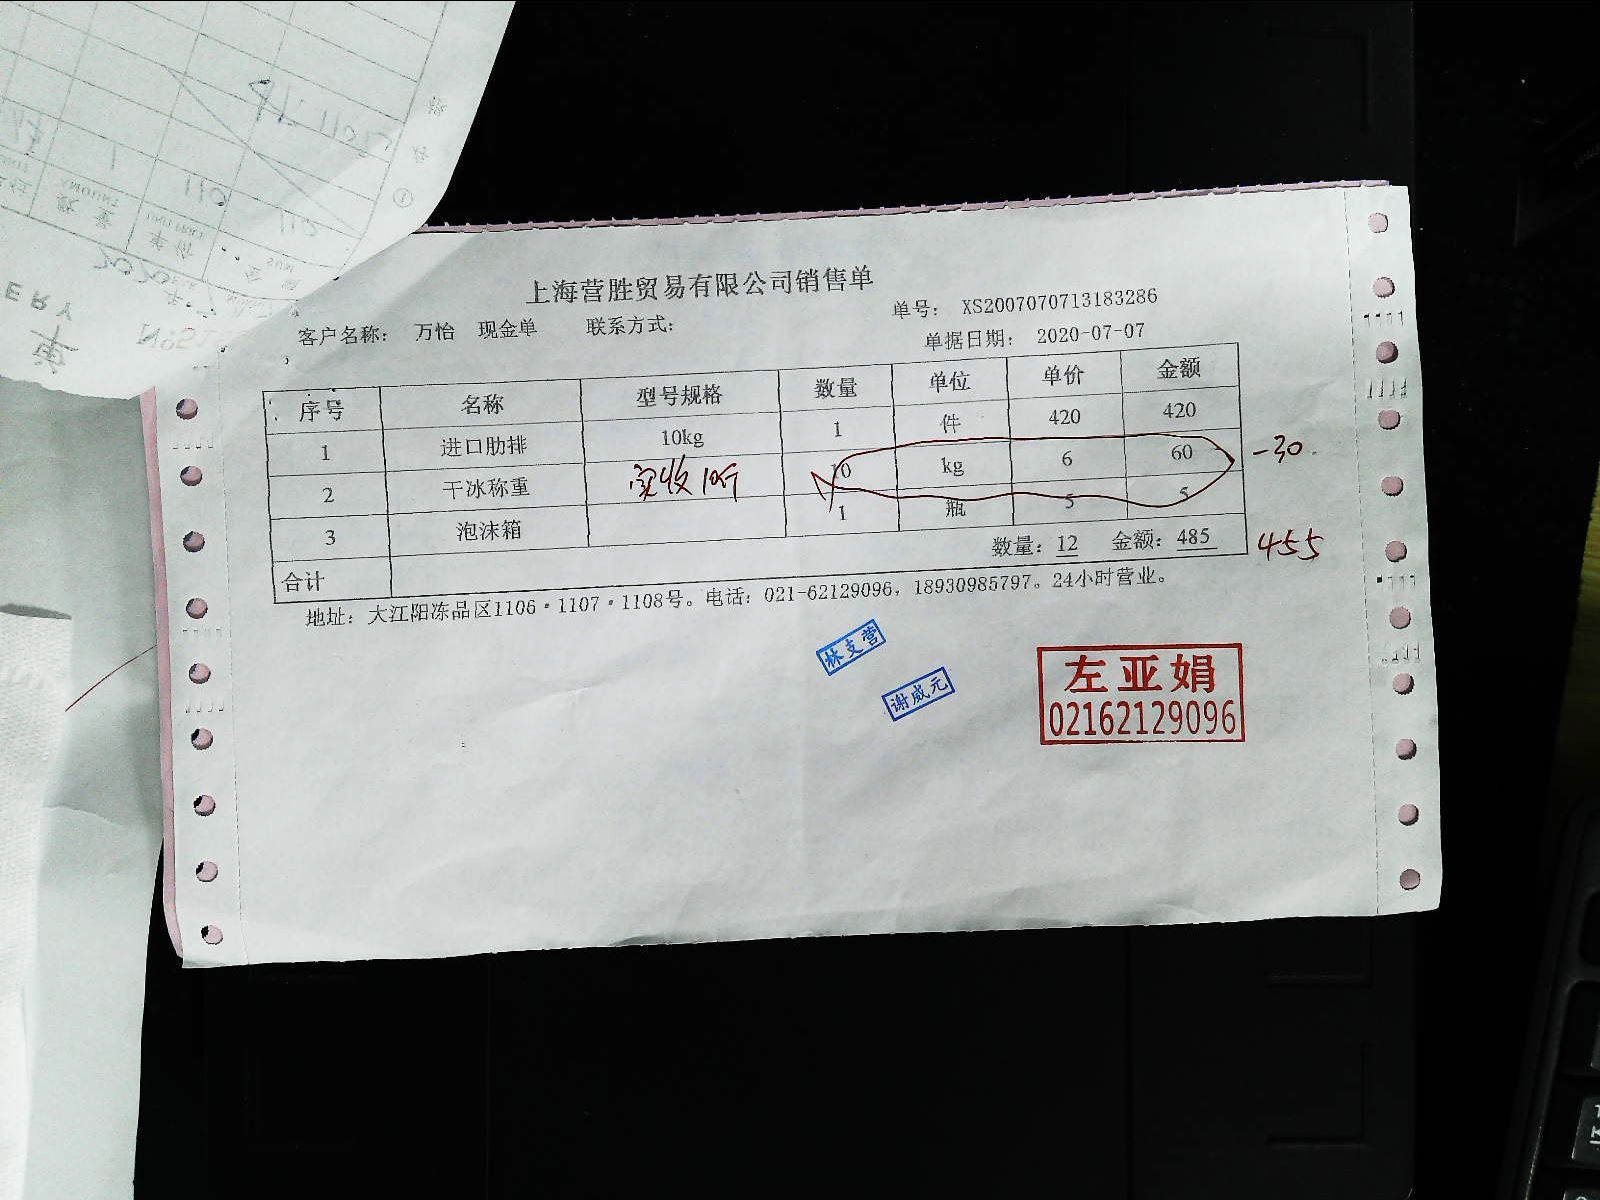 上海营胜贸易有限公司销售单
单号: XS2007070713183286
客户名称: 万怡 现金单 联系方式:
单据日期: 2020-07-07
序号 名称 型号规格 数量 单位 单价 金额
1 进口肋排 10kg 1 件 420 420
2 干冰称重 实收10斤 10 kg 6 60 -30
3 泡沫箱 1 瓶 5 5
合计 数量: 12 金额: 485 455
地址: 大江阳冻品区1106·1107·1108号。电话: 021-62129096, 18930985797。24小时营业。
林支营
谢威元
左亚娟
02162129096